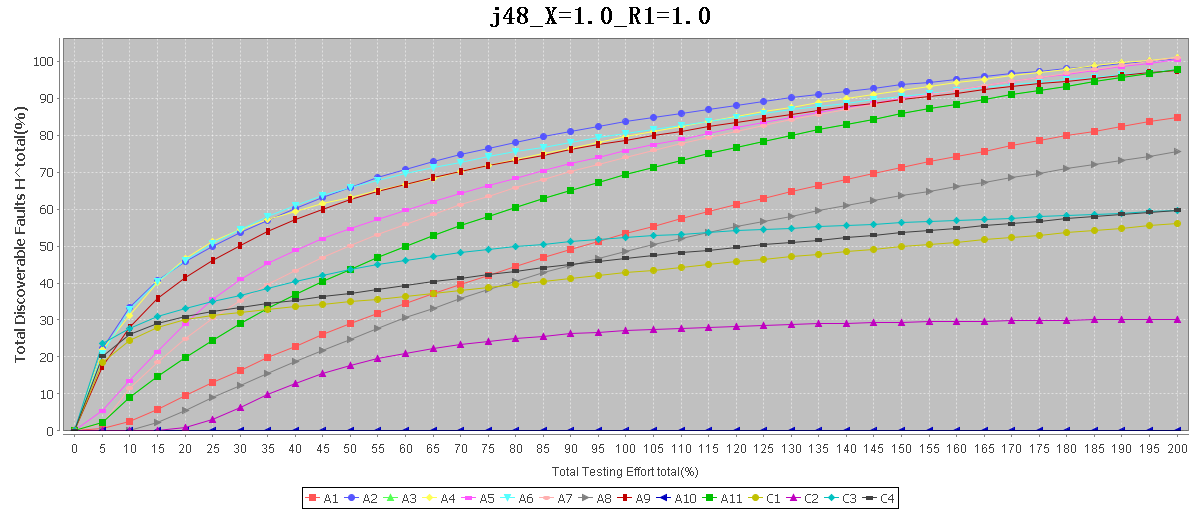 j48_X=1.0_R1=1.0
Total Discoverable Faults H^total(%)
100
90
80
70
60
50
40
30
20
10
0
0 5 10 15 20 25 30 35 40 45 50 55 60 65 70 75 80 85 90 95 100 105 110 115 120 125 130 135 140 145 150 155 160 165 170 175 180 185 190 195 200
Total Testing Effort total(%)
A1 A2 A3 A4 A5 A6 A7 A8 A9 A10 A11 C1 C2 C3 C4